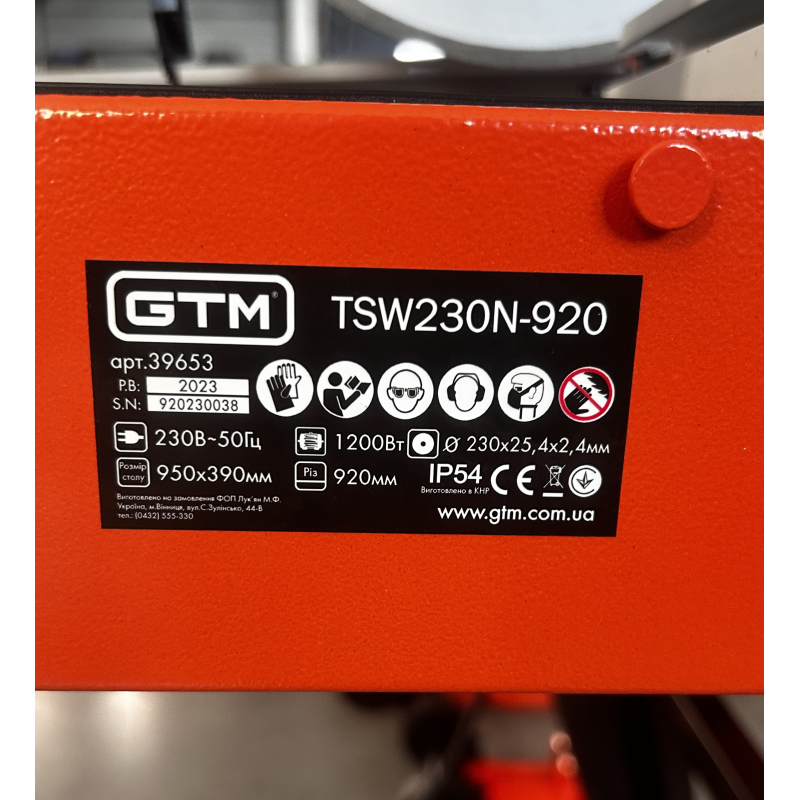 GTM®
TSW230N-920
арт.39653
P.B: 2023
S.N: 920230038
230В~50Гц
1200Вт
Ø 230x25,4x2,4мм
Розмір столу
950x390мм
Різ
920мм
IP54 CE
Виготовлено в КНР
Виготовлено на замовлення ФОП Лук'ян М.Ф.
Україна, м.Вінниця, вул.С.Зулінсько, 44-В
тел.: (0432) 555-330
www.gtm.com.ua